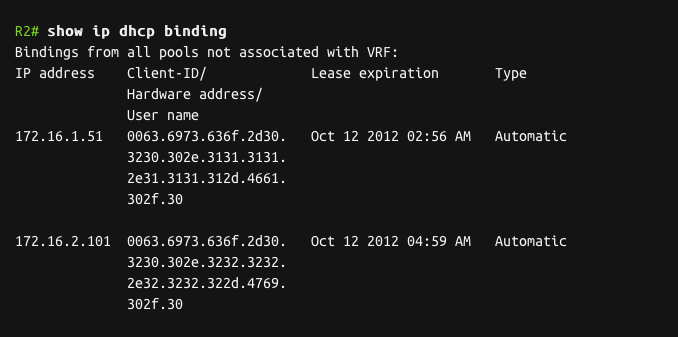 R2# show ip dhcp binding
Bindings from all pools not associated with VRF:
IP address    Client-ID/             Lease expiration       Type
              Hardware address/
              User name
172.16.1.51   0063.6973.636f.2d30.   Oct 12 2012 02:56 AM   Automatic
              3230.302e.3131.3131.
              2e31.3131.312d.4661.
              302f.30
172.16.2.101  0063.6973.636f.2d30.   Oct 12 2012 04:59 AM   Automatic
              3230.302e.3232.3232.
              2e32.3232.322d.4769.
              302f.30